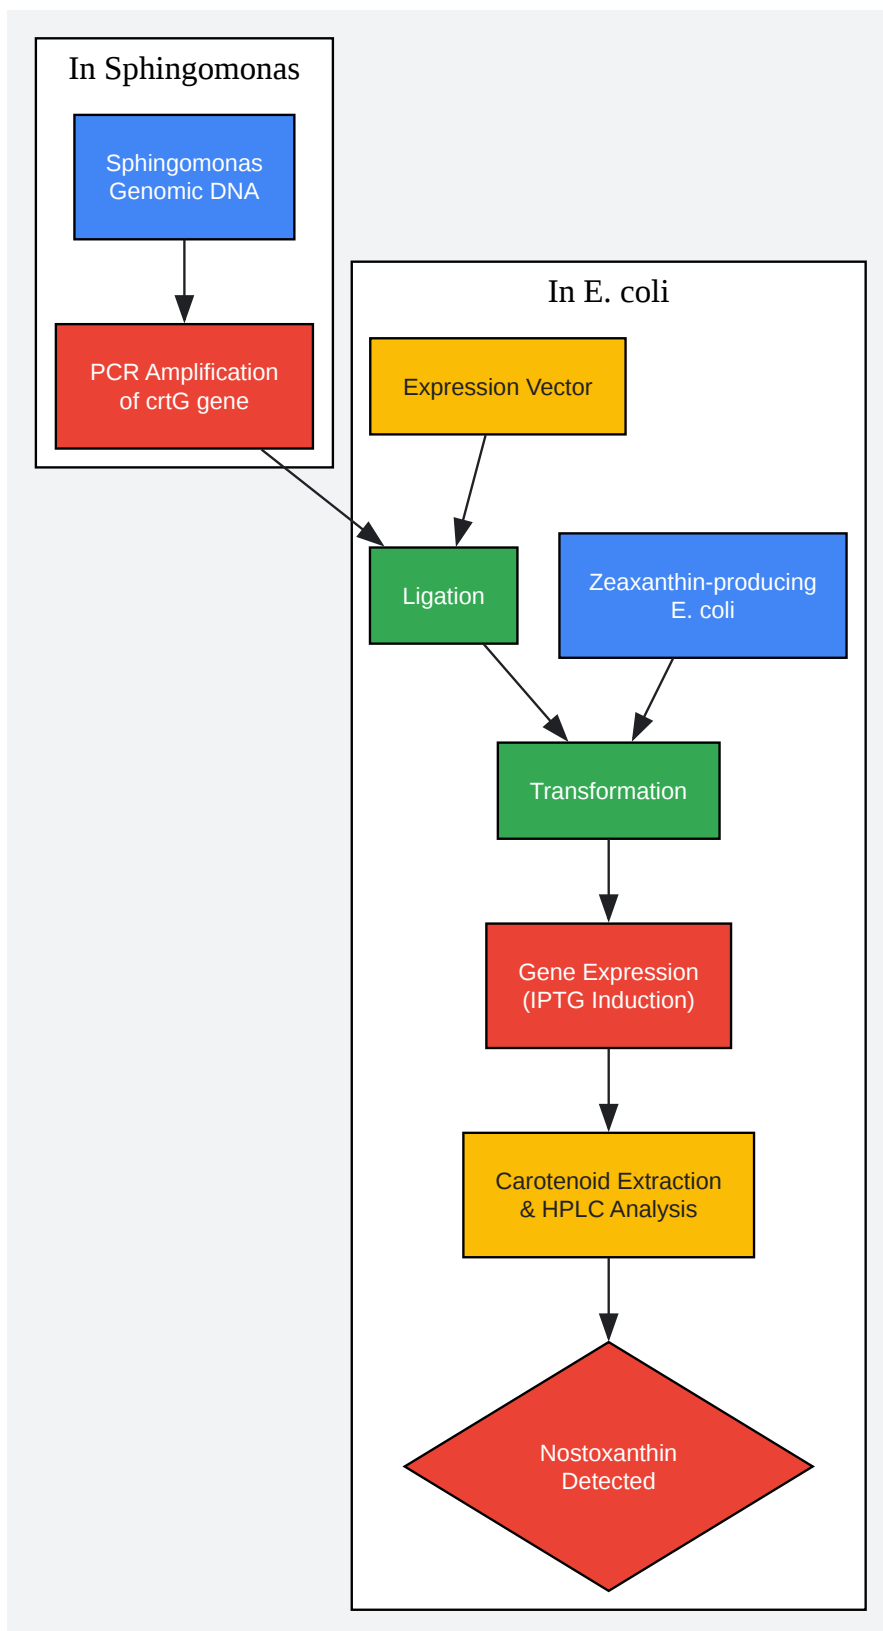 In Sphingomonas
Sphingomonas
Genomic DNA
PCR Amplification
of crtG gene
In E. coli
Expression Vector
Ligation
Zeaxanthin-producing
E. coli
Transformation
Gene Expression
(IPTG Induction)
Carotenoid Extraction
& HPLC Analysis
Nostoxanthin
Detected